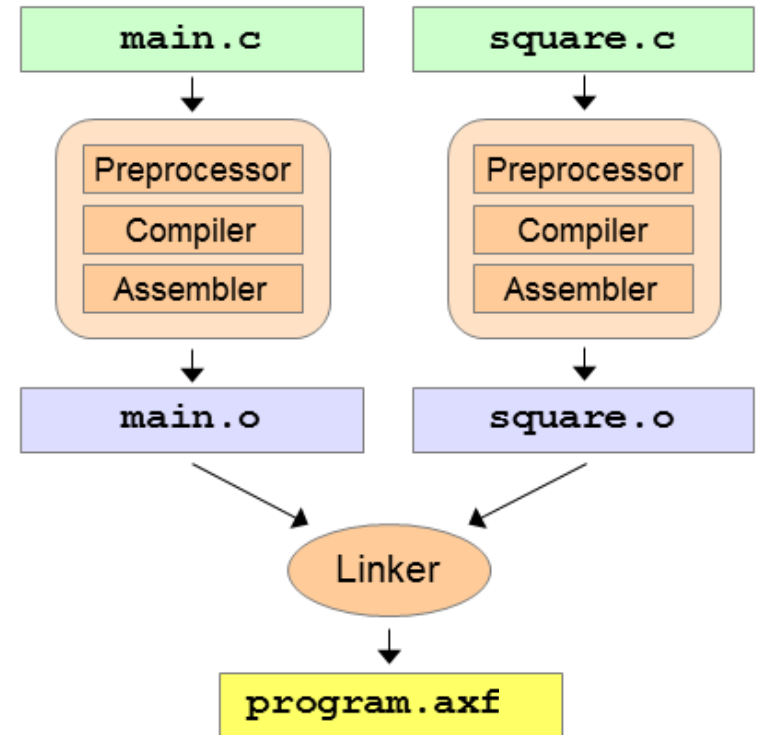 main.c
square.c
Preprocessor
Compiler
Assembler
Preprocessor
Compiler
Assembler
main.o
square.o
Linker
program.axf